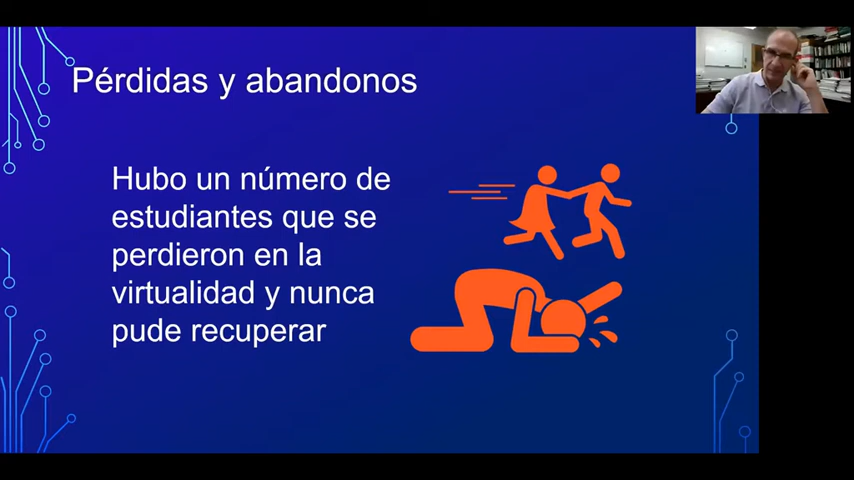 Pérdidas y abandonos
Hubo un número de
estudiantes que se
perdieron en la
virtualidad y nunca
pude recuperar